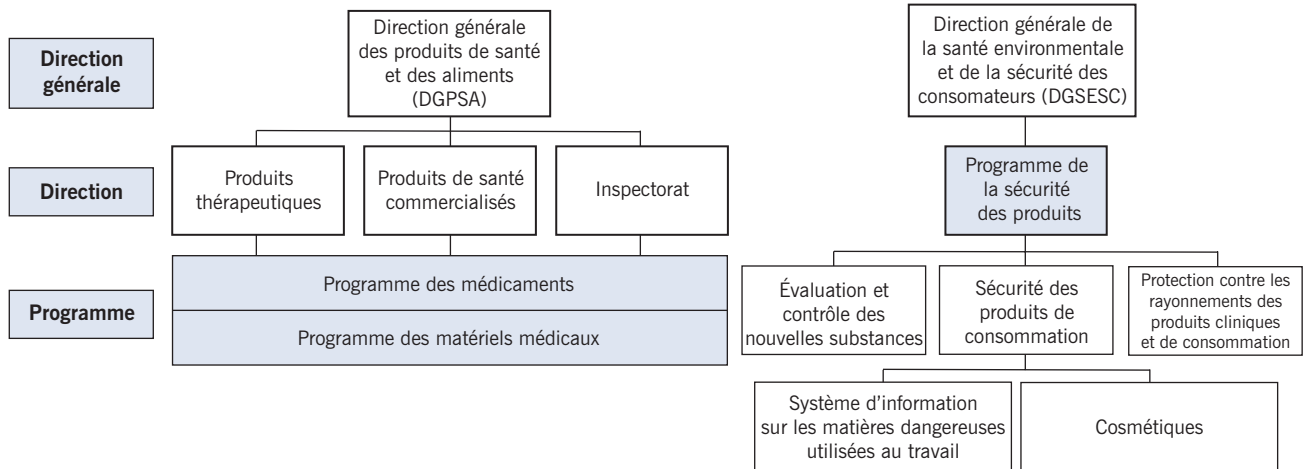 Direction
générale
Direction générale
des produits de santé
et des aliments
(DGPSA)
Direction générale de
la santé environmentale
et de la sécurité des
consomateurs (DGSESC)
Direction
Produits
thérapeutiques
Produits de santé
commercialisés
Inspectorat
Programme de
la sécurité
des produits
Programme
Programme des médicaments
Programme des matériels médicaux
Évaluation et
contrôle des
nouvelles substances
Sécurité des
produits de
consommation
Protection contre les
rayonnements des
produits cliniques
et de consommation
Système d’information
sur les matières dangereuses
utilisées au travail
Cosmétiques